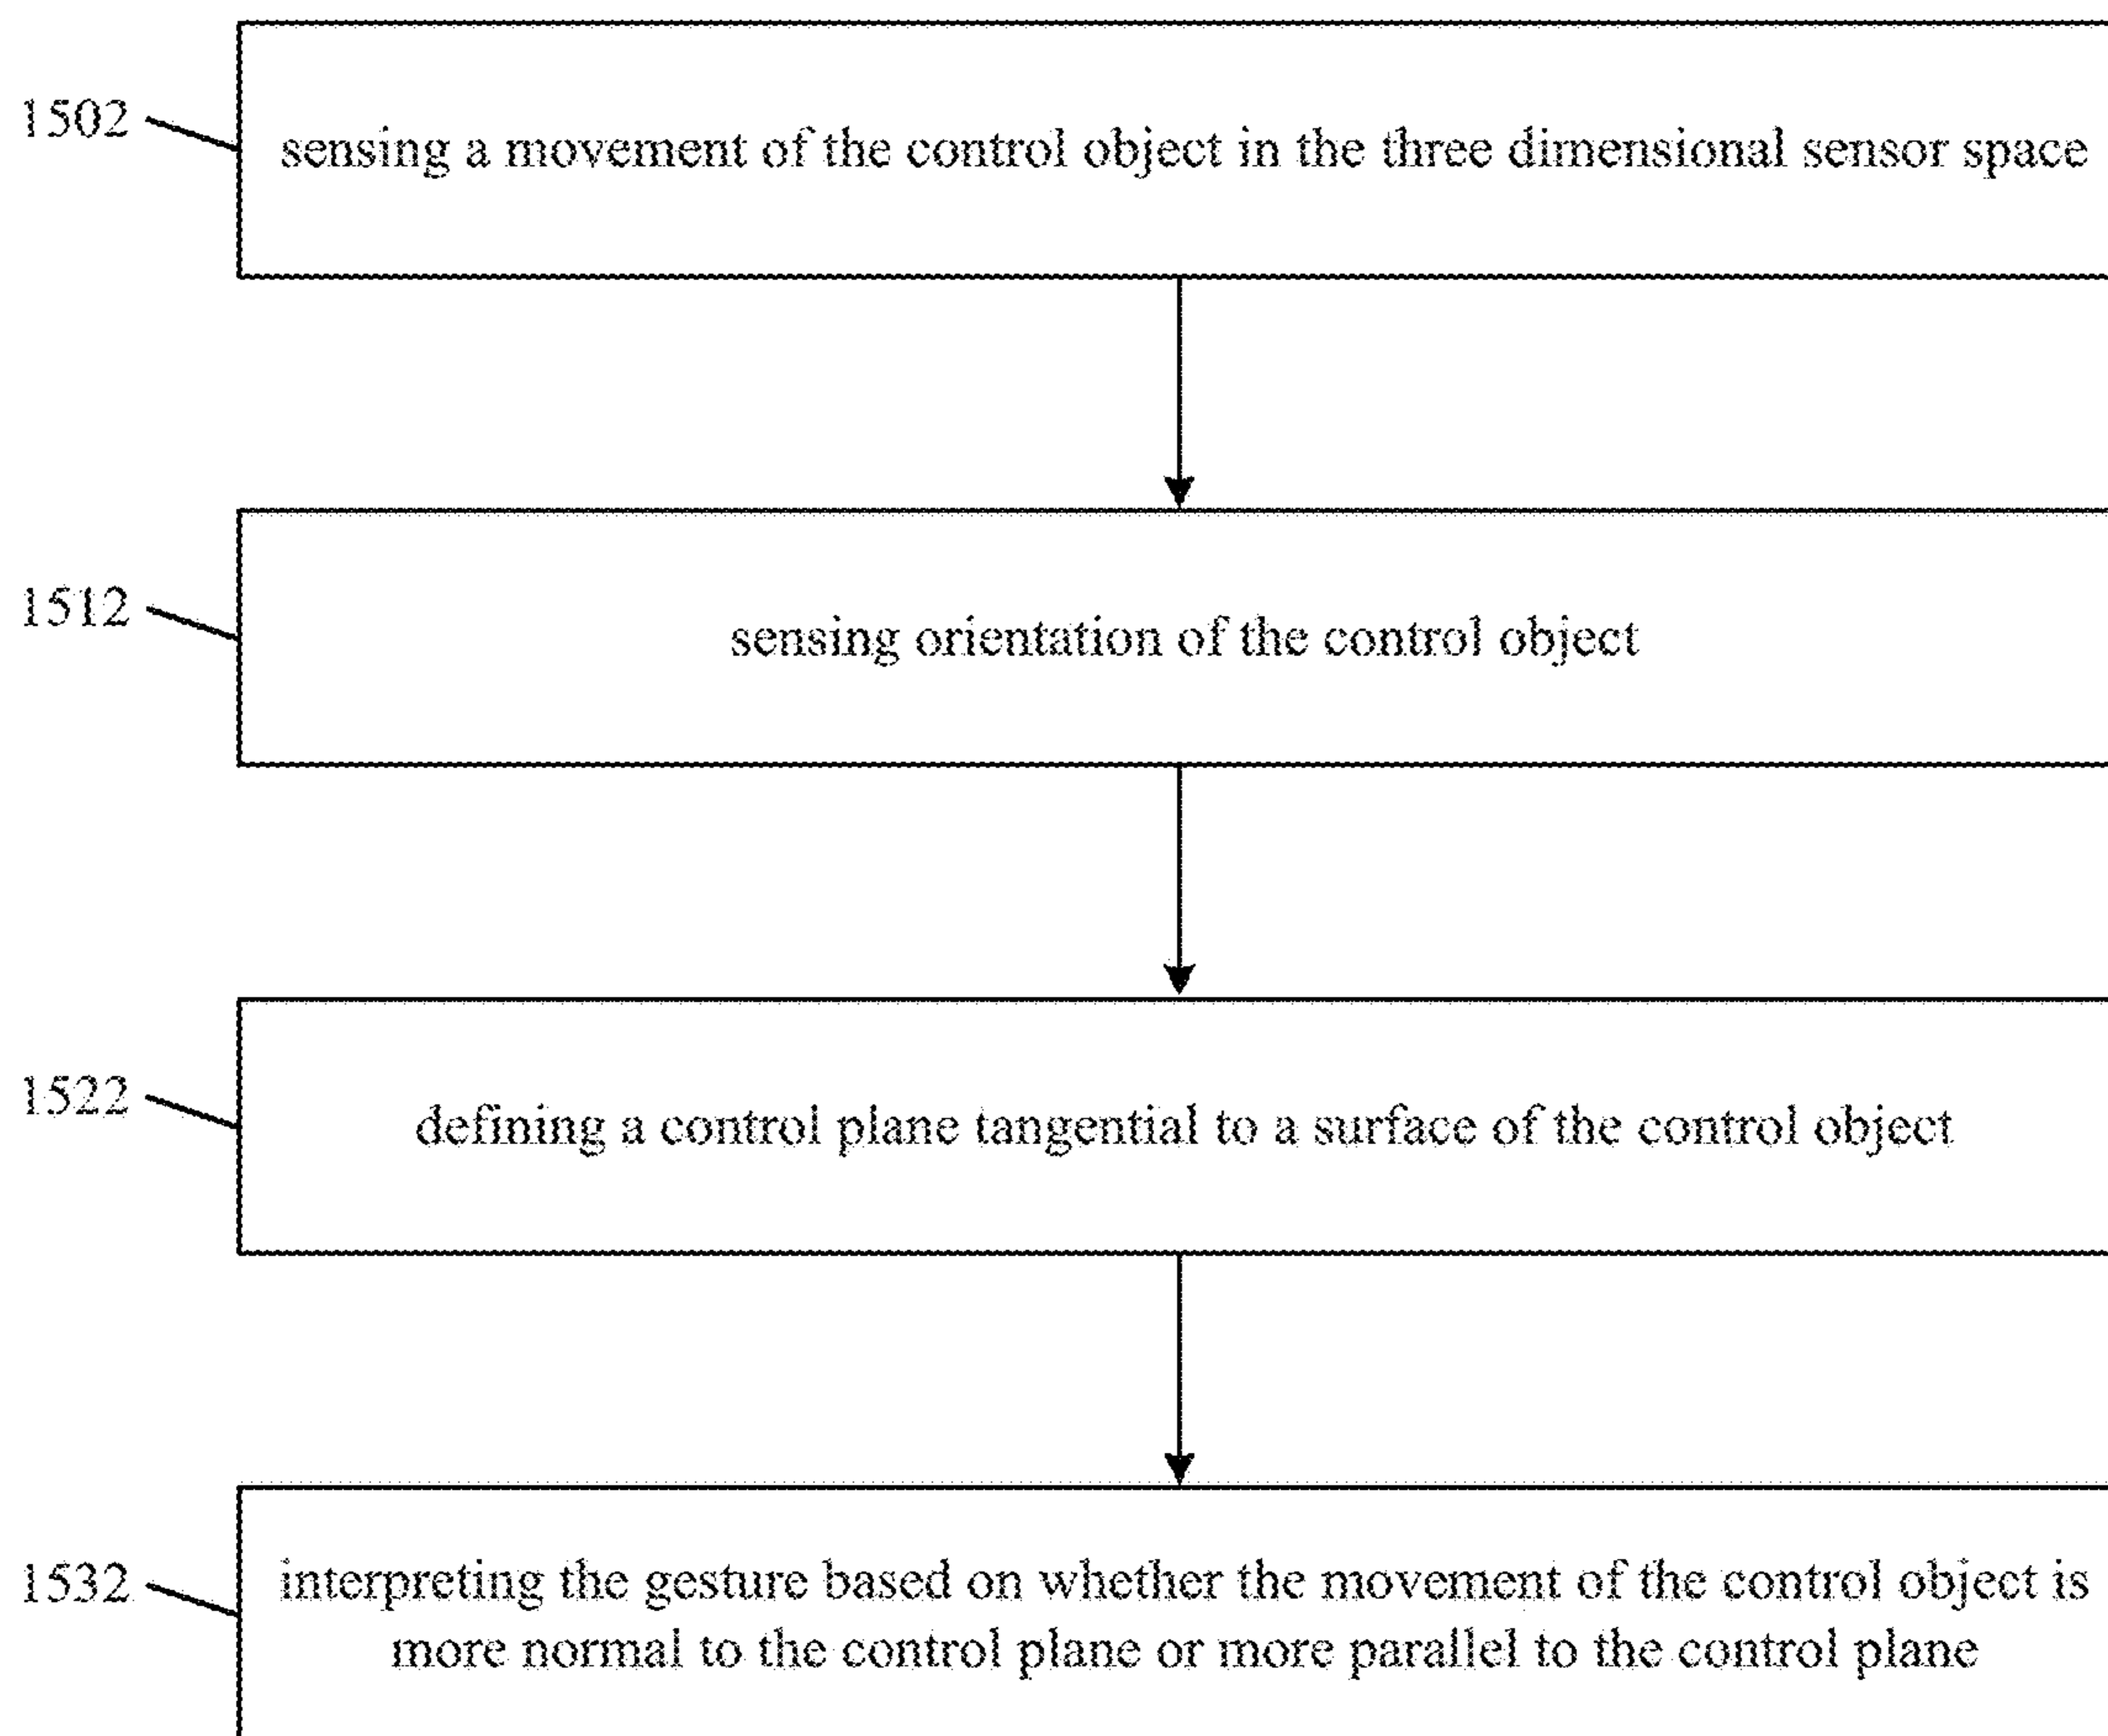 1502
sensing a movement of the control object in the three dimensional sensor space
1512
sensing orientation of the control object
1522
defining a control plane tangential to a surface of the control object
1532
interpreting the gesture based on whether the movement of the control object is
more normal to the control plane or more parallel to the control plane